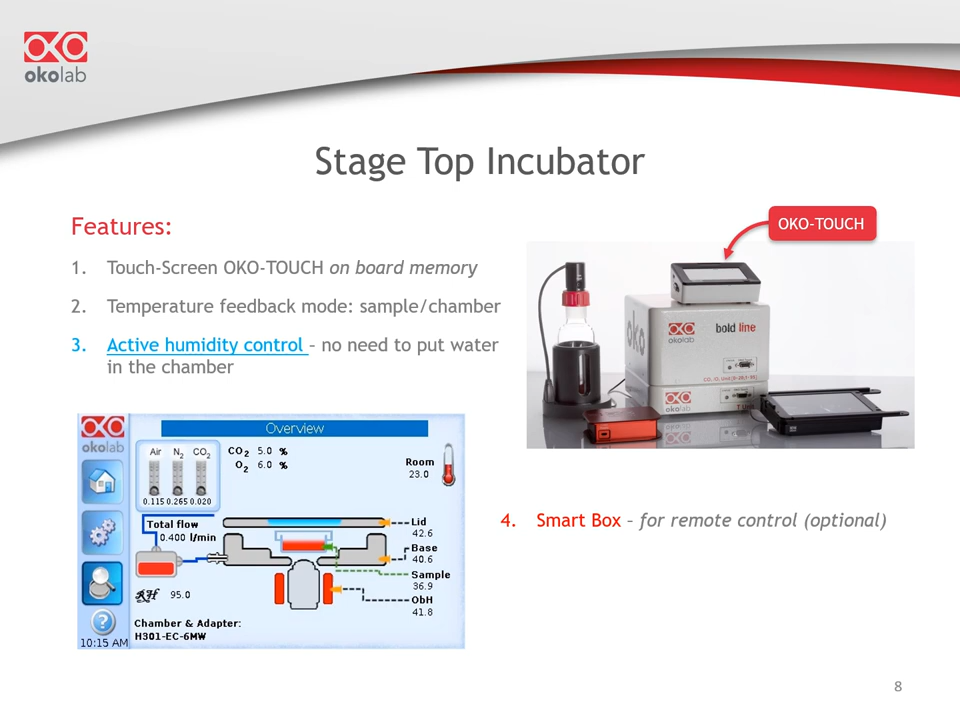 okolab
Stage Top Incubator
Features:
OKO-TOUCH
1. Touch-Screen OKO-TOUCH on board memory
2. Temperature feedback mode: sample/chamber
3. Active humidity control – no need to put water
in the chamber
oko
okolab
bold line
okolab
okolab
Overview
Air N2 CO2
0.115 0.265 0.020
CO2 5.0 %
O2 6.0 %
Room
23.0
Total flow
0.400 l/min
Lid
42.6
Base
40.6
Sample
36.9
ObH
41.8
RH 95.0
Chamber & Adapter:
H301-EC-6MW
?
10:15 AM
4. Smart Box – for remote control (optional)
8